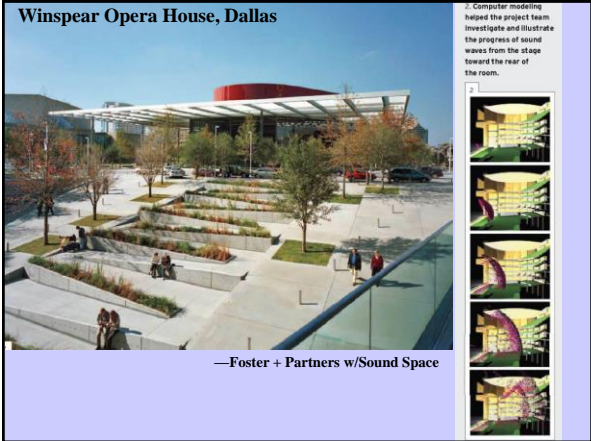 Winspear Opera House, Dallas
2. Computer modeling
helped the project team
investigate and illustrate
the progress of sound
waves from the stage
toward the rear of
the room.
2
—Foster + Partners w/Sound Space